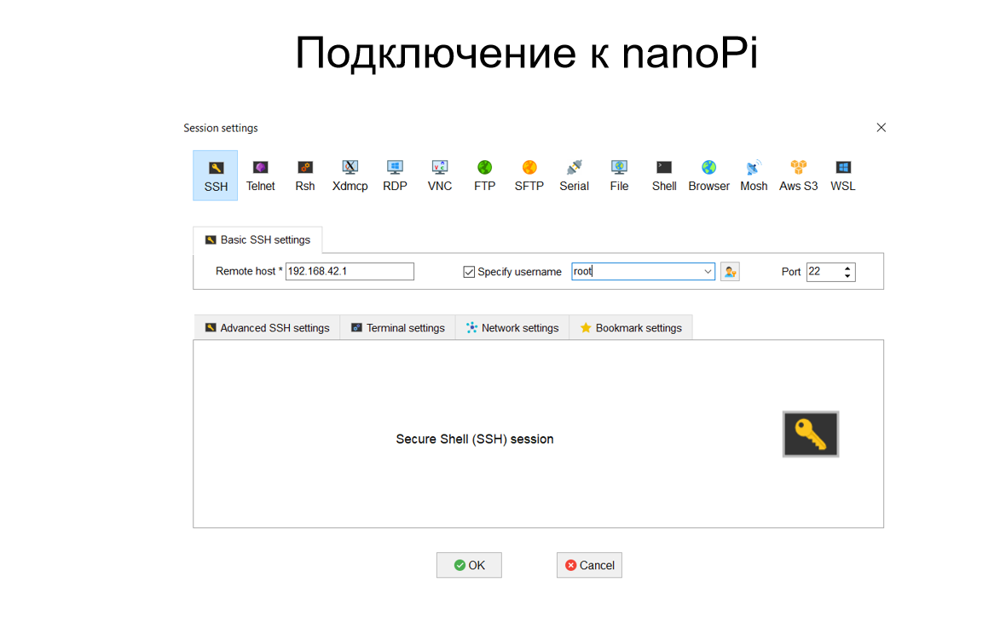 Подключение к nanoPi
Session settings
SSH Telnet Rsh Xdmcp RDP VNC FTP SFTP Serial File Shell Browser Mosh Aws S3 WSL
Basic SSH settings
Remote host * 192.168.42.1 Specify username root Port 22
Advanced SSH settings Terminal settings Network settings Bookmark settings
Secure Shell (SSH) session
OK Cancel